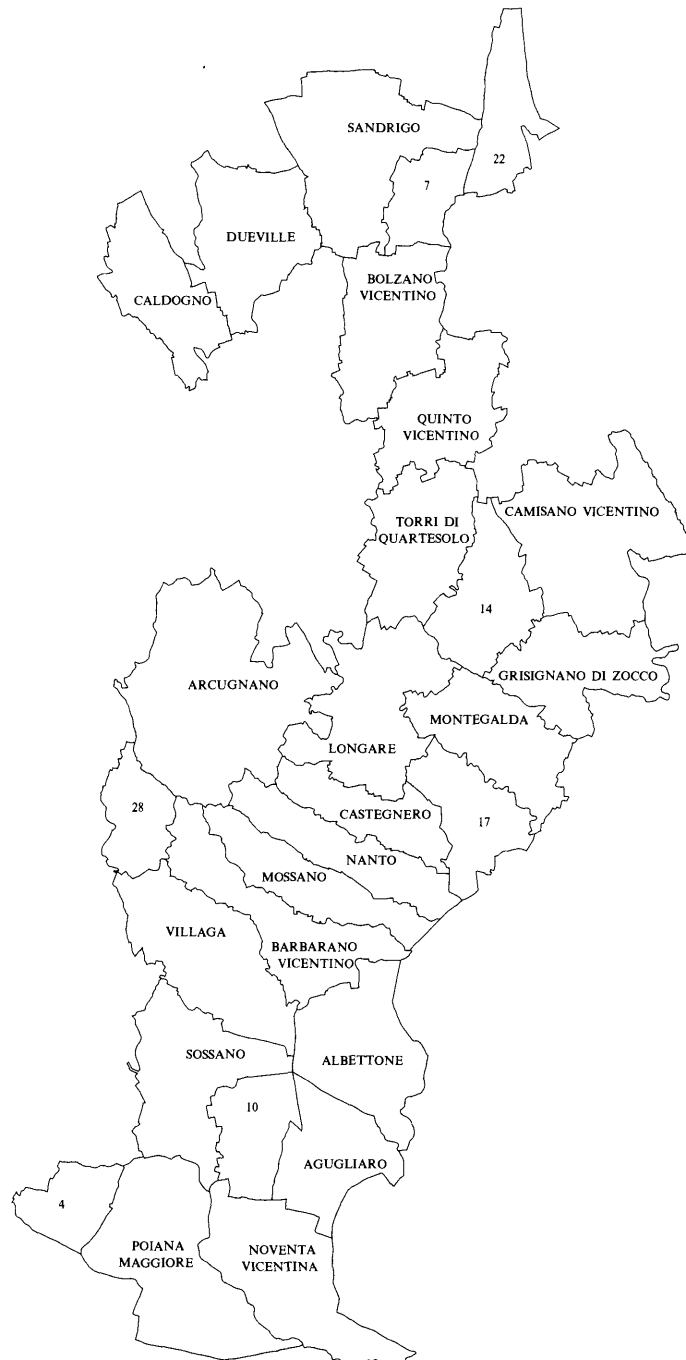 SANDRIGO
22
7
DUEVILLE
BOLZANO
VICENTINO
CALDOGNO
QUINTO
VICENTINO
CAMISANO VICENTINO
TORRI DI
QUARTESOLO
14
GRISIGNANO DI ZOCCO
ARCUGNANO
MONTEGALDA
LONGARE
28
CASTEGNERO
17
NANTO
MOSSANO
VILLAGA
BARBARANO
VICENTINO
SOSSANO
ALBETTONE
10
AGUGLIARO
4
POIANA
MAGGIORE
NOVENTA
VICENTINA